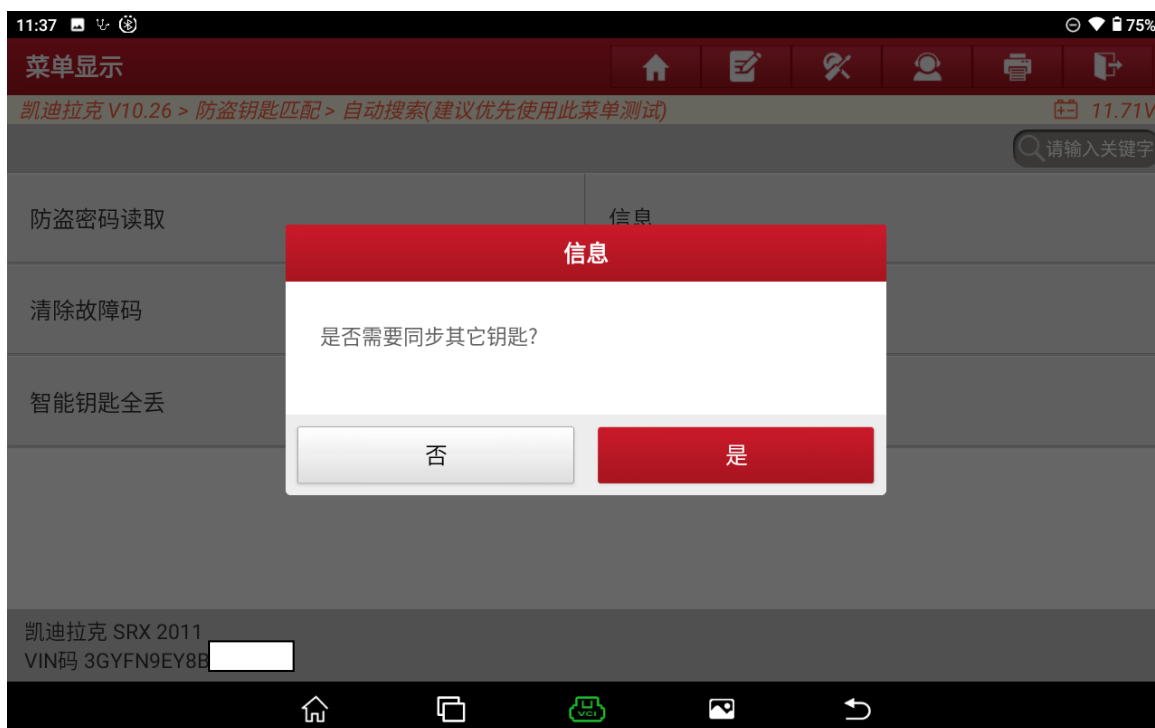 11:37
75%
菜单显示
凯迪拉克 V10.26 > 防盗钥匙匹配 > 自动搜索(建议优先使用此菜单测试)
11.71V
请输入关键字
防盗密码读取
信息
信息
清除故障码
是否需要同步其它钥匙?
智能钥匙全丢
否
是
凯迪拉克 SRX 2011
VIN码 3GYFN9EY8B
VCI